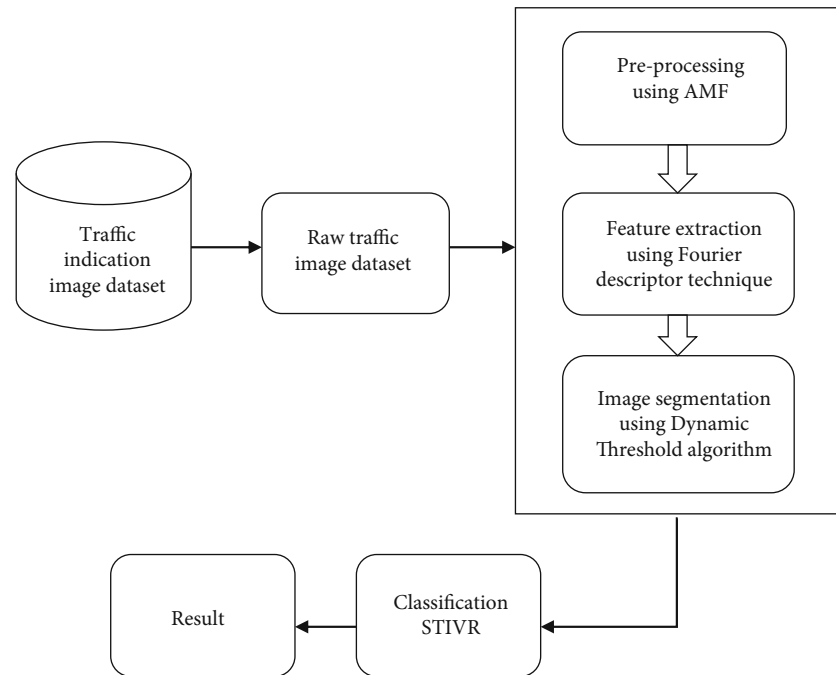 Pre-processing
using AMF
Traffic
indication
image dataset
Raw traffic
image dataset
Feature extraction
using Fourier
descriptor technique
Image segmentation
using Dynamic
Threshold algorithm
Result
Classification
STIVR